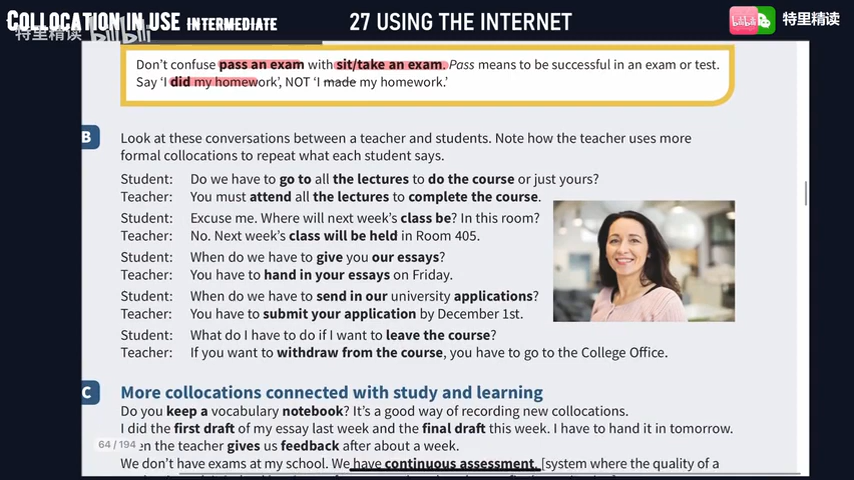 COLLOCATION IN USE INTERMEDIATE
27 USING THE INTERNET
特里精读
特里精读 bilibili
Don't confuse pass an exam with sit/take an exam. Pass means to be successful in an exam or test.
Say 'I did my homework', NOT 'I made my homework.'
B
Look at these conversations between a teacher and students. Note how the teacher uses more
formal collocations to repeat what each student says.
Student: Do we have to go to all the lectures to do the course or just yours?
Teacher: You must attend all the lectures to complete the course.
Student: Excuse me. Where will next week's class be? In this room?
Teacher: No. Next week's class will be held in Room 405.
Student: When do we have to give you our essays?
Teacher: You have to hand in your essays on Friday.
Student: When do we have to send in our university applications?
Teacher: You have to submit your application by December 1st.
Student: What do I have to do if I want to leave the course?
Teacher: If you want to withdraw from the course, you have to go to the College Office.
C
More collocations connected with study and learning
Do you keep a vocabulary notebook? It's a good way of recording new collocations.
I did the first draft of my essay last week and the final draft this week. I have to hand it in tomorrow.
64 / 194
en the teacher gives us feedback after about a week.
We don't have exams at my school. We have continuous assessment. [system where the quality of a